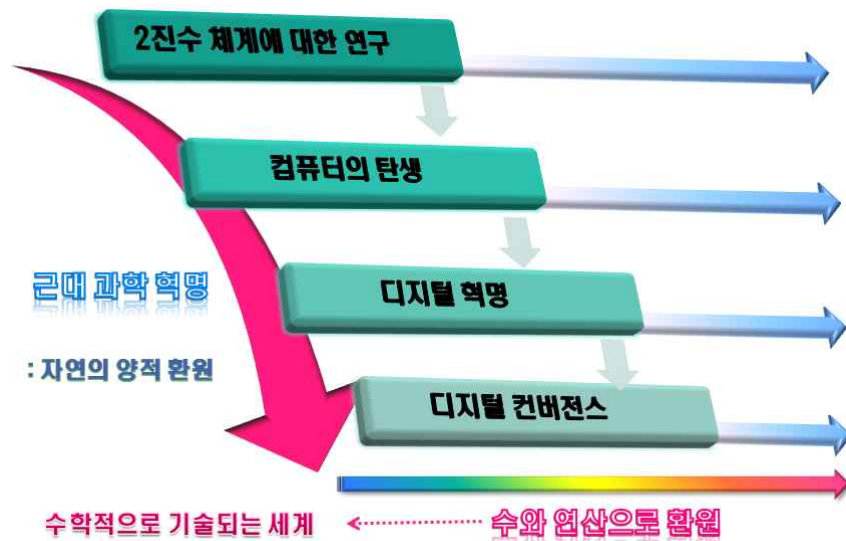 2진수 체계에 대한 연구
컴퓨터의 탄생
디지털 혁명
근대 과학 혁명
: 자연의 양적 환원
디지털 컨버전스
수학적으로 기술되는 세계
수와 연산으로 환원